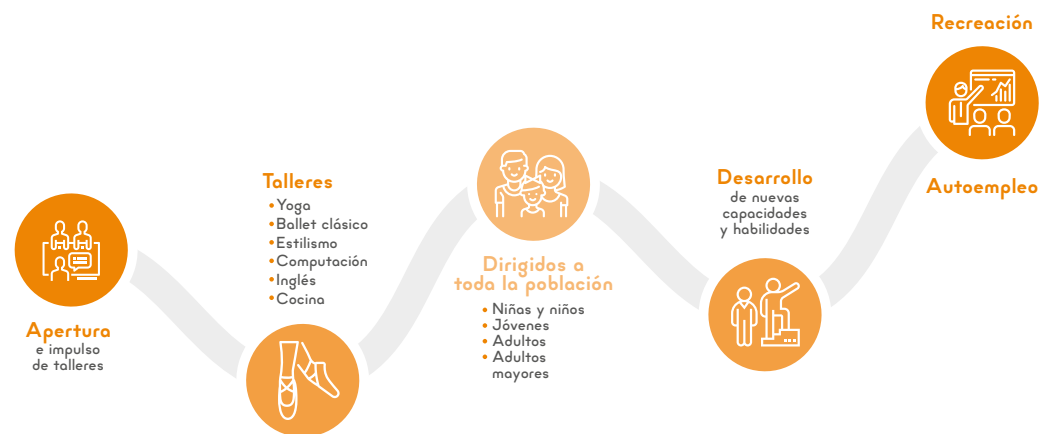 Apertura
e impulso
de talleres
Talleres
• Yoga
• Ballet clásico
• Estilismo
• Computación
• Inglés
• Cocina
Dirigidos a
toda la población
• Niñas y niños
• Jóvenes
• Adultos
• Adultos
mayores
Desarrollo
de nuevas
capacidades
y habilidades
Recreación
Autoempleo